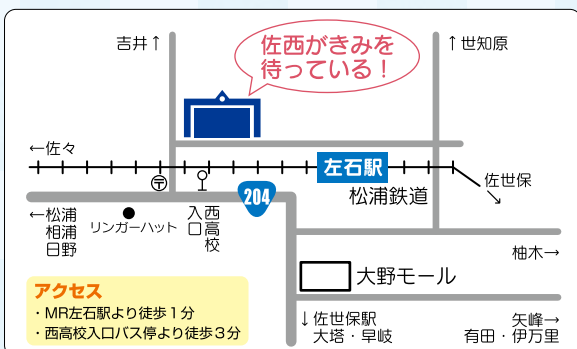 吉井↑
佐西がきみを
待っている！
↑世知原
←佐々
左石駅
松浦鉄道
佐世保
↘
〒
204
←松浦
相浦
日野
リンガーハット
西高校
入口
柚木→
大野モール
アクセス
・MR左石駅より徒歩1分
・西高校入口バス停より徒歩3分
↓佐世保駅
大塔・早岐
矢峰→
有田・伊万里